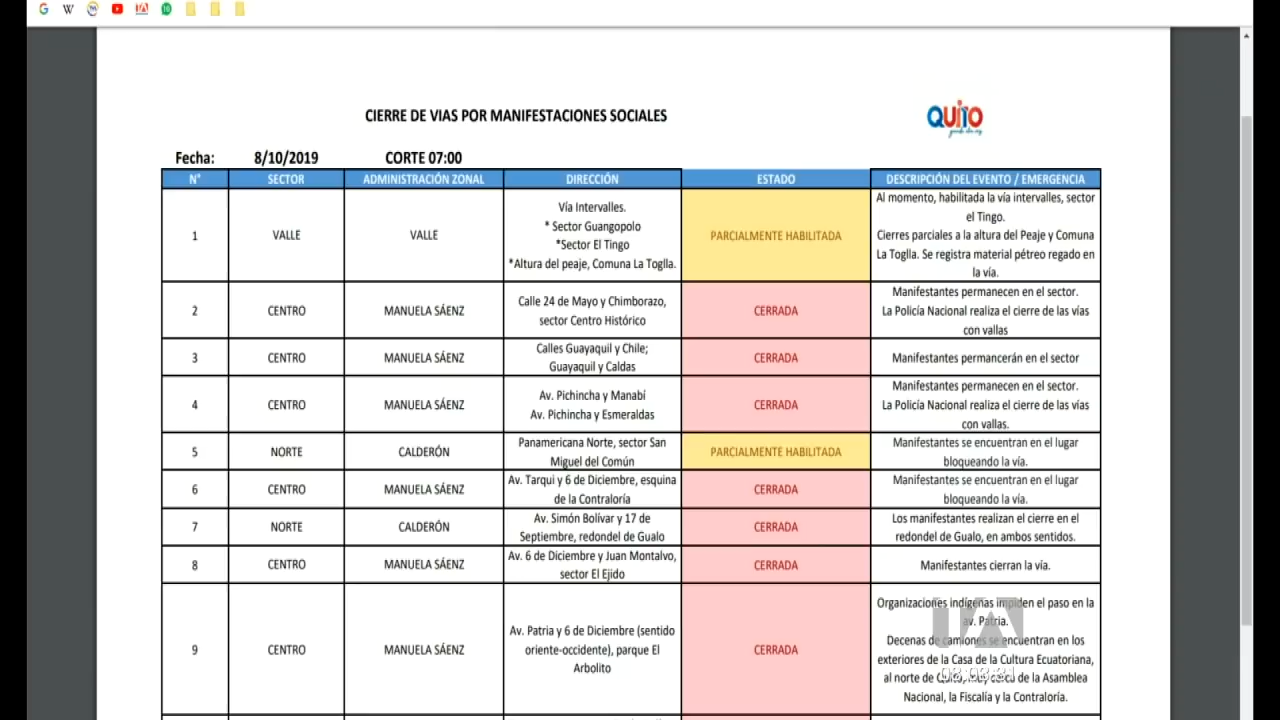 CIERRE DE VIAS POR MANIFESTACIONES SOCIALES
QUITO
Fecha: 8/10/2019 CORTE 07:00
N° SECTOR ADMINISTRACIÓN ZONAL DIRECCIÓN ESTADO DESCRIPCIÓN DEL EVENTO / EMERGENCIA
1 VALLE VALLE
Vía Intervalles.
* Sector Guangopolo
*Sector El Tingo
*Altura del peaje, Comuna La Toglla.
PARCIALMENTE HABILITADA
Al momento, habilitada la vía intervalles, sector
el Tingo.
Cierres parciales a la altura del Peaje y Comuna
La Toglla. Se registra material pétreo regado en
la vía.
2 CENTRO MANUELA SÁENZ
Calle 24 de Mayo y Chimborazo,
sector Centro Histórico
CERRADA
Manifestantes permanecen en el sector.
La Policía Nacional realiza el cierre de las vías
con vallas
3 CENTRO MANUELA SÁENZ
Calles Guayaquil y Chile;
Guayaquil y Caldas
CERRADA
Manifestantes permanecerán en el sector
4 CENTRO MANUELA SÁENZ
Av. Pichincha y Manabí
Av. Pichincha y Esmeraldas
CERRADA
Manifestantes permanecen en el sector.
La Policía Nacional realiza el cierre de las vías
con vallas.
5 NORTE CALDERÓN
Panamericana Norte, sector San
Miguel del Común
PARCIALMENTE HABILITADA
Manifestantes se encuentran en el lugar
bloqueando la vía.
6 CENTRO MANUELA SÁENZ
Av. Tarqui y 6 de Diciembre, esquina
de la Contraloría
CERRADA
Manifestantes se encuentran en el lugar
bloqueando la vía.
7 NORTE CALDERÓN
Av. Simón Bolívar y 17 de
Septiembre, redondel de Gualo
CERRADA
Los manifestantes realizan el cierre en el
redondel de Gualo, en ambos sentidos.
8 CENTRO MANUELA SÁENZ
Av. 6 de Diciembre y Juan Montalvo,
sector El Ejido
CERRADA
Manifestantes cierran la vía.
9 CENTRO MANUELA SÁENZ
Av. Patria y 6 de Diciembre (sentido
oriente-occidente), parque El
Arbolito
CERRADA
Organizaciones indígenas impiden el paso en la
av. Patria.
Decenas de camiones se encuentran en los
exteriores de la Casa de la Cultura Ecuatoriana,
al norte de Quito, muy cerca de la Asamblea
Nacional, la Fiscalía y la Contraloría.